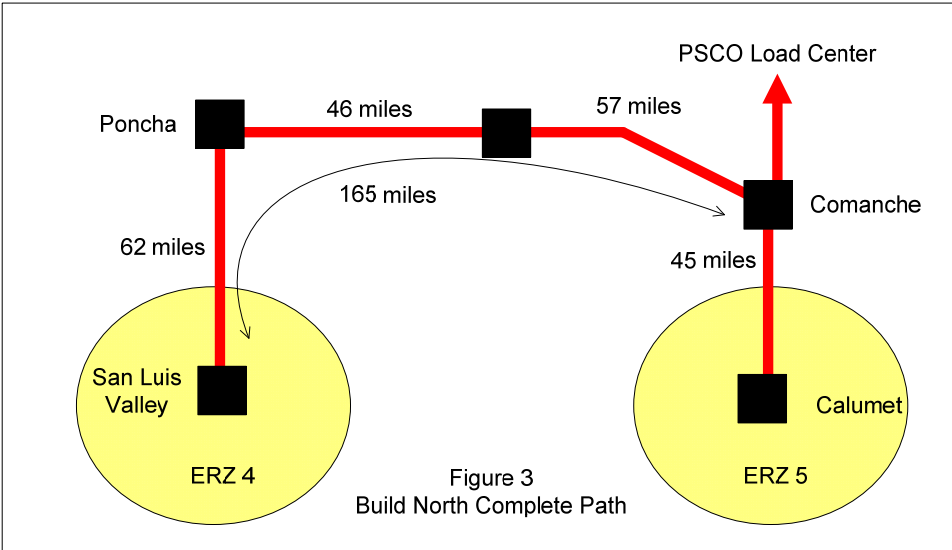 PSCO Load Center
46 miles
57 miles
Poncha
165 miles
Comanche
62 miles
45 miles
San Luis
Valley
Calumet
ERZ 4
ERZ 5
Figure 3
Build North Complete Path